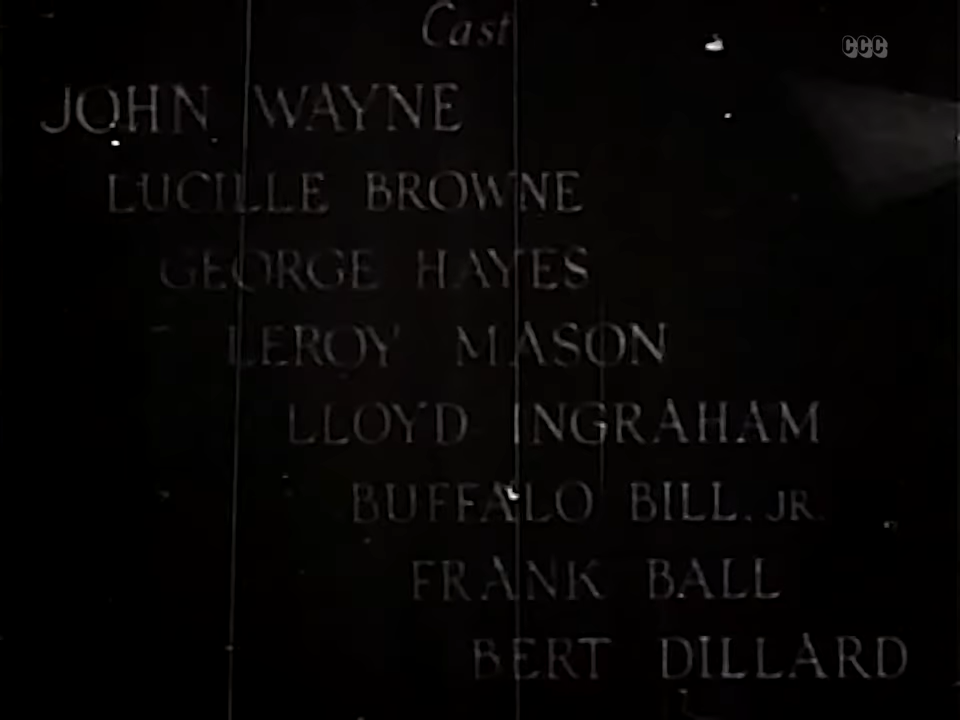 Cast
CCC
JOHN WAYNE
LUCILLE BROWNE
GEORGE HAYES
LEROY MASON
LLOYD INGRAHAM
BUFFALO BILL. JR.
FRANK BALL
BERT DILLARD